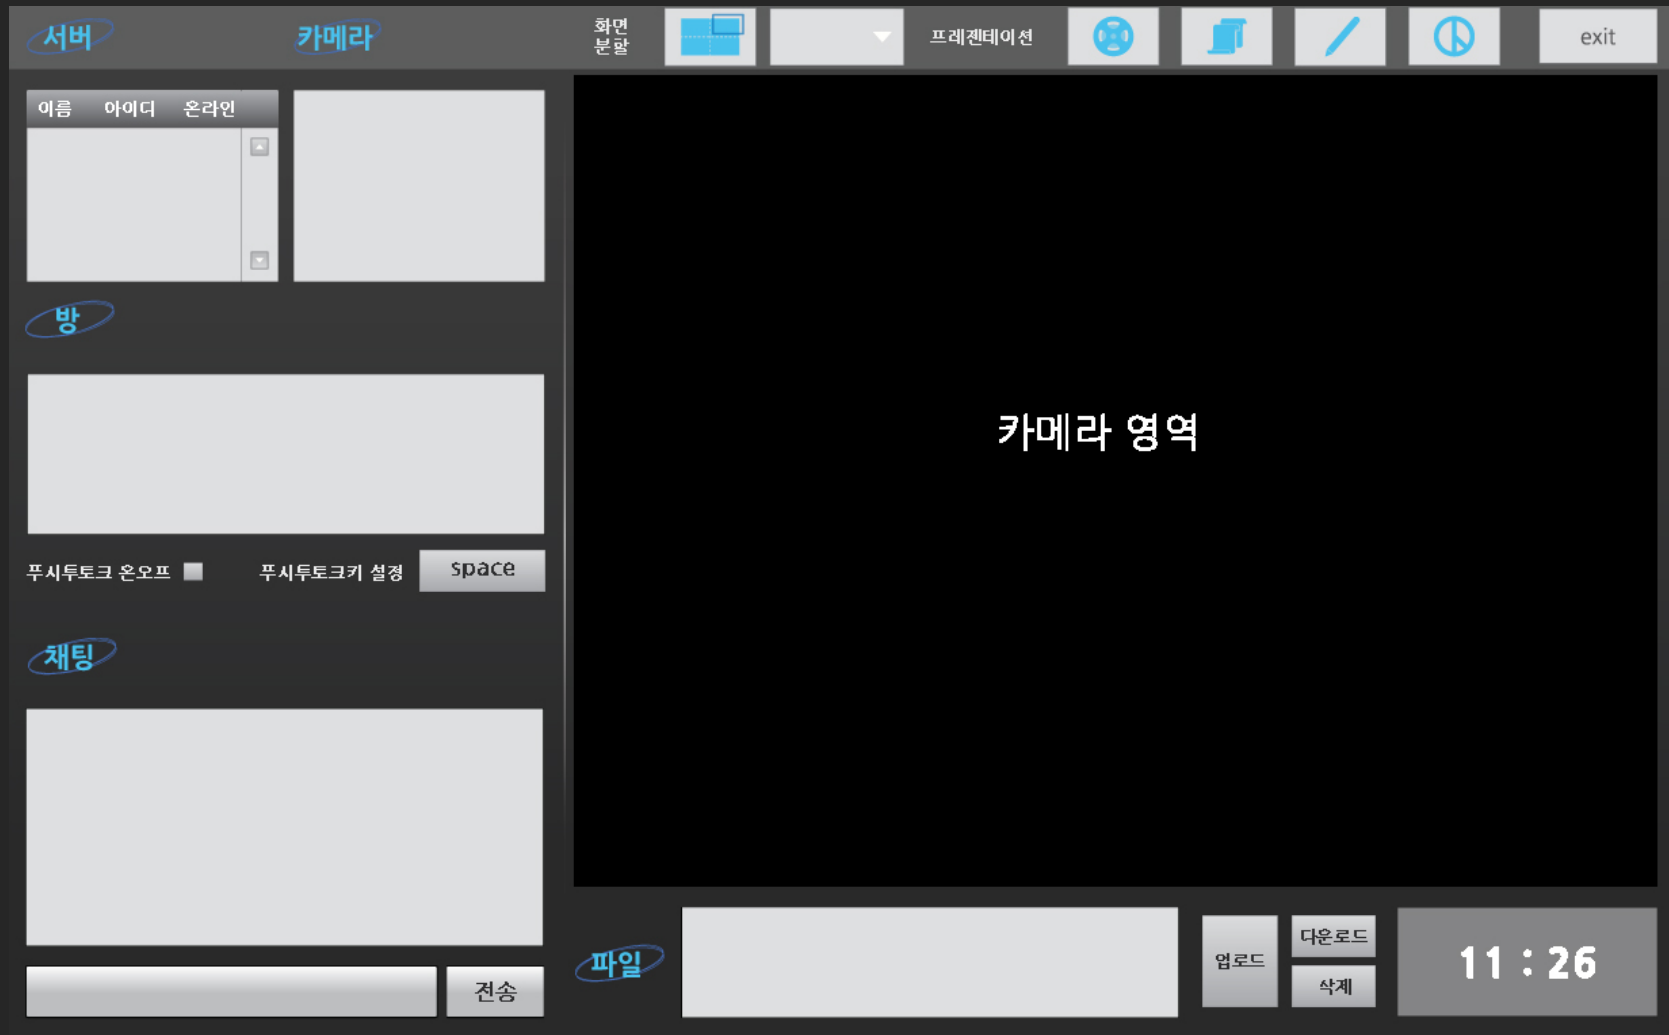 서버
카메라
화면
분활
프레젠테이션
exit
이름 아이디 온라인
방
카메라 영역
푸시투토크 온오프
푸시투토크키 설경
space
채팅
파일
업로드
다운로드
삭제
11 : 26
전송